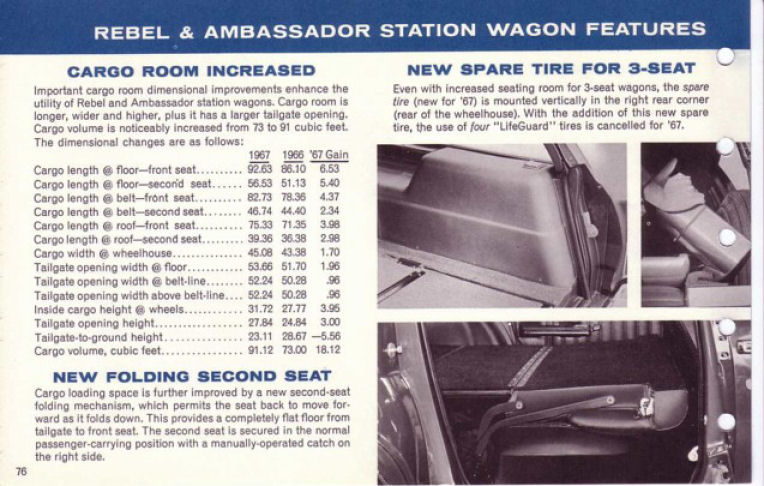 REBEL & AMBASSADOR STATION WAGON FEATURES
CARGO ROOM INCREASED
Important cargo room dimensional improvements enhance the
utility of Rebel and Ambassador station wagons. Cargo room is
longer, wider and higher, plus it has a larger tailgate opening.
Cargo volume is noticeably increased from 73 to 91 cubic feet.
The dimensional changes are as follows:
1967 1966 '67 Gain
Cargo length @ floor—front seat.......... 92.63 86.10 6.53
Cargo length @ floor—second seat...... 56.53 51.13 5.40
Cargo length @ belt—front seat.......... 82.73 78.36 4.37
Cargo length @ belt—second seat........ 46.74 44.40 2.34
Cargo length @ roof—front seat.......... 75.33 71.35 3.98
Cargo length @ roof—second seat......... 39.36 36.38 2.98
Cargo width @ wheelhouse.............. 45.08 43.38 1.70
Tailgate opening width @ floor............ 53.66 51.70 1.96
Tailgate opening width @ belt-line........ 52.24 50.28 .96
Tailgate opening width above belt-line.... 52.24 50.28 .96
Inside cargo height @ wheels............ 31.72 27.77 3.95
Tailgate opening height.................. 27.84 24.84 3.00
Tailgate-to-ground height................ 23.11 28.67 —5.56
Cargo volume, cubic feet................. 91.12 73.00 18.12
NEW FOLDING SECOND SEAT
Cargo loading space is further improved by a new second-seat
folding mechanism, which permits the seat back to move for-
ward as it folds down. This provides a completely flat floor from
tailgate to front seat. The second seat is secured in the normal
passenger-carrying position with a manually-operated catch on
the right side.
76
NEW SPARE TIRE FOR 3-SEAT
Even with increased seating room for 3-seat wagons, the spare
tire (new for '67) is mounted vertically in the right rear corner
(rear of the wheelhouse). With the addition of this new spare
tire, the use of four "LifeGuard" tires is cancelled for '67.